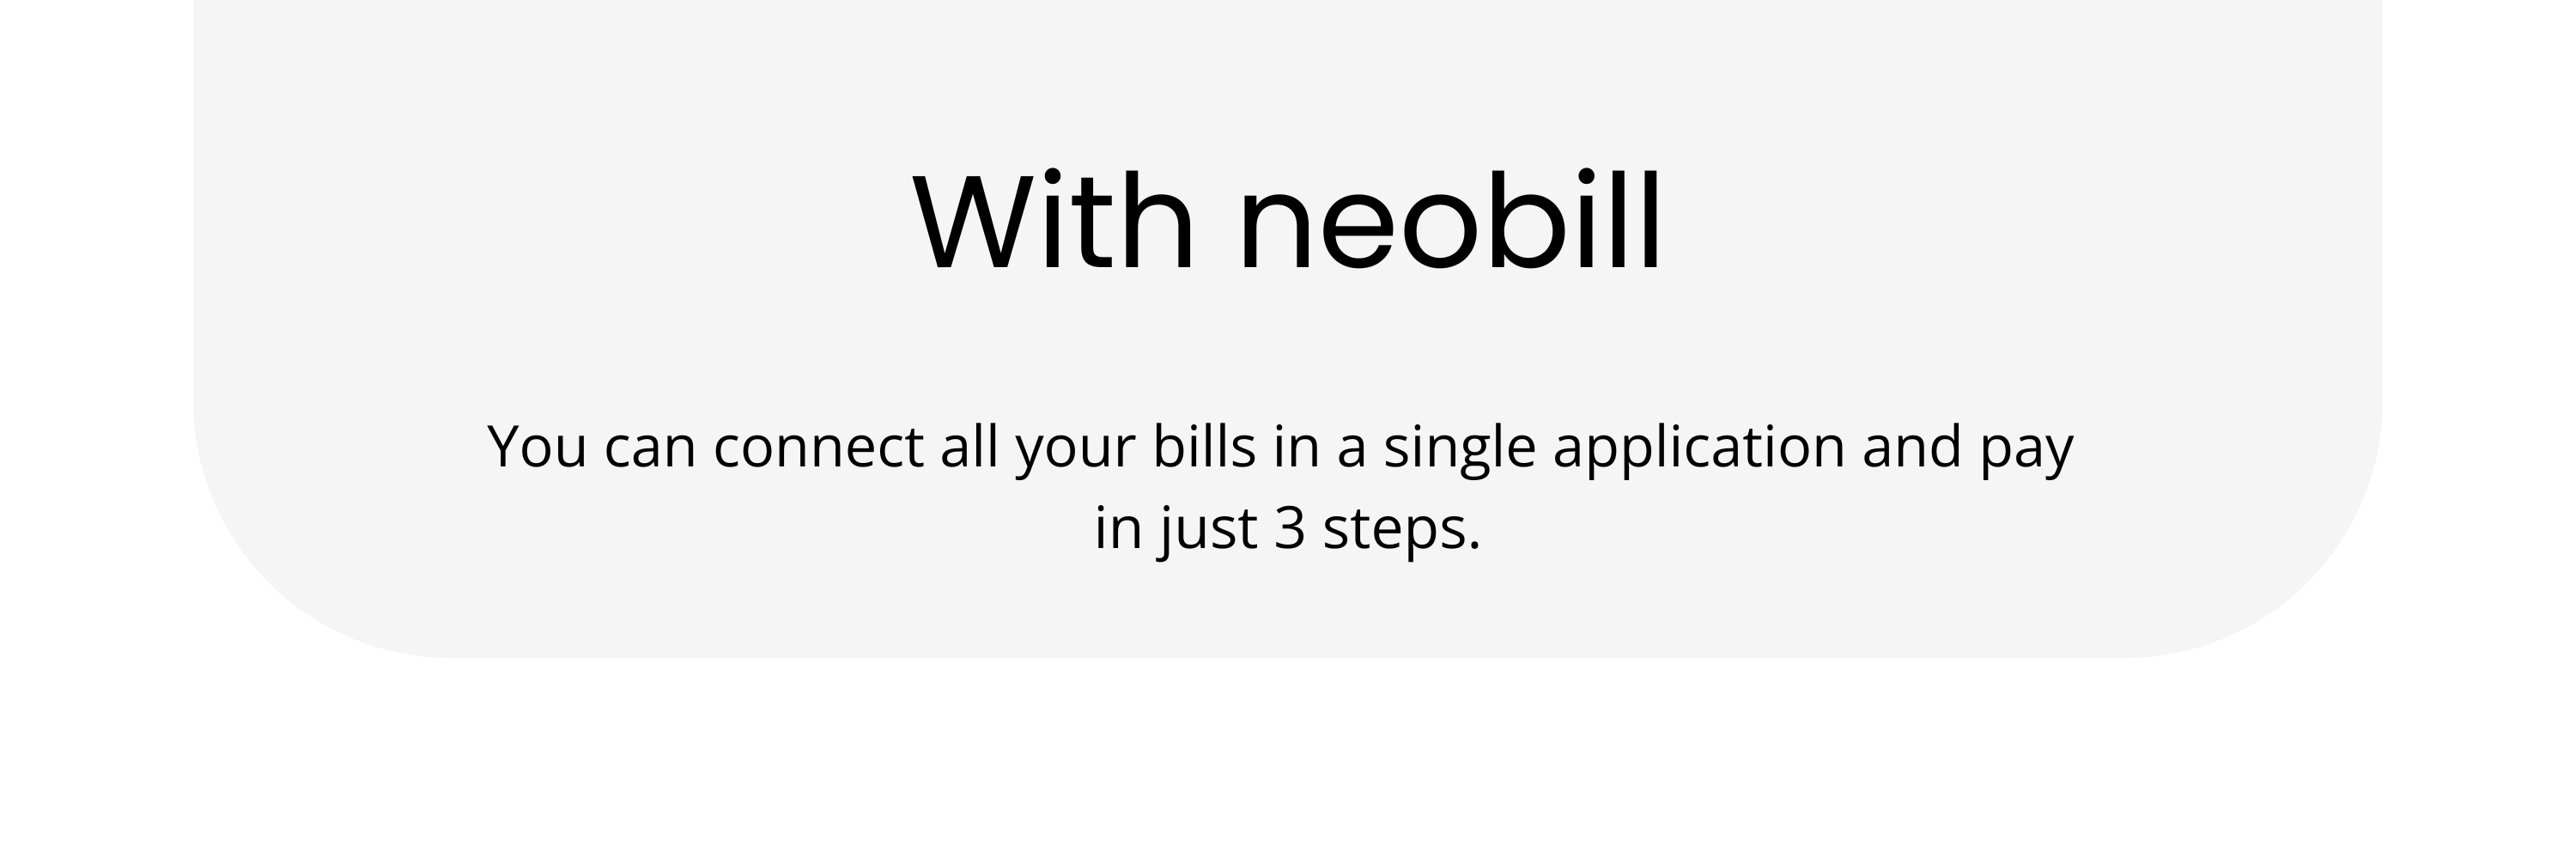 With neobill
You can connect all your bills in a single application and pay
in just 3 steps.